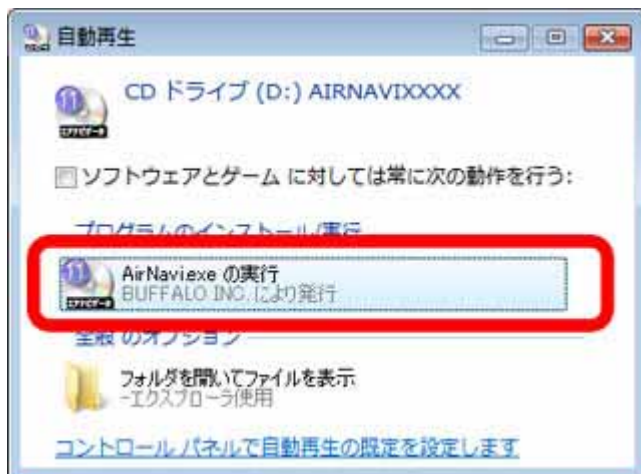 自動再生
CD ドライブ (D:) AIRNAVIXXXX
ソフトウェアとゲーム に対しては常に次の動作を行う:
プログラムのインストール/実行
AirNavi.exe の実行
BUFFALO INC. により発行
全般 のオプション
フォルダを開いてファイルを表示
-エクスプローラ使用
コントロール パネルで自動再生の既定を設定します